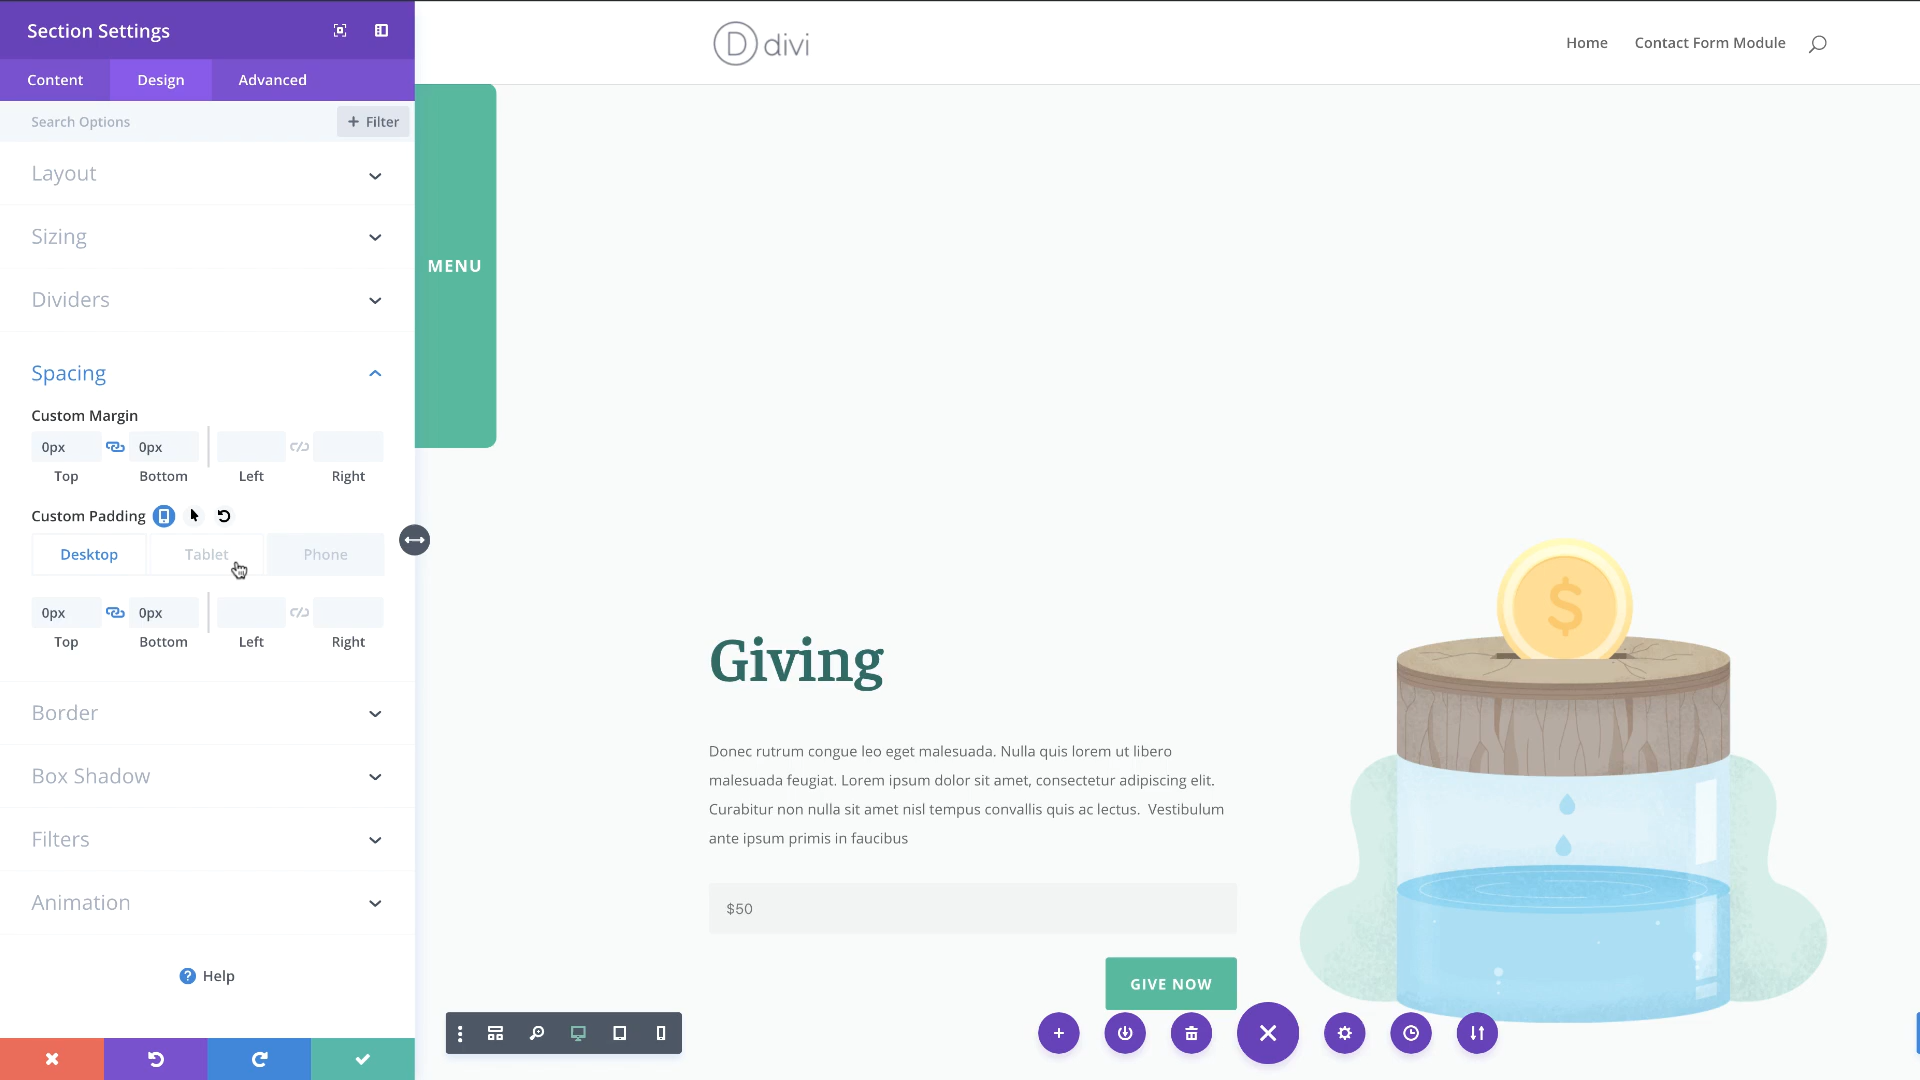 Section Settings
Content
Design
Advanced
Search Options
+ Filter
Layout
Sizing
Dividers
Spacing
Custom Margin
0px
0px
Top
Bottom
Left
Right
Custom Padding
Desktop
Tablet
Phone
0px
0px
Top
Bottom
Left
Right
Border
Box Shadow
Filters
Animation
? Help
D divi
Home
Contact Form Module
MENU
$
Giving
Donec rutrum congue leo eget malesuada. Nulla quis lorem ut libero
malesuada feugiat. Lorem ipsum dolor sit amet, consectetur adipiscing elit.
Curabitur non nulla sit amet nisl tempus convallis quis ac lectus. Vestibulum
ante ipsum primis in faucibus
$50
GIVE NOW